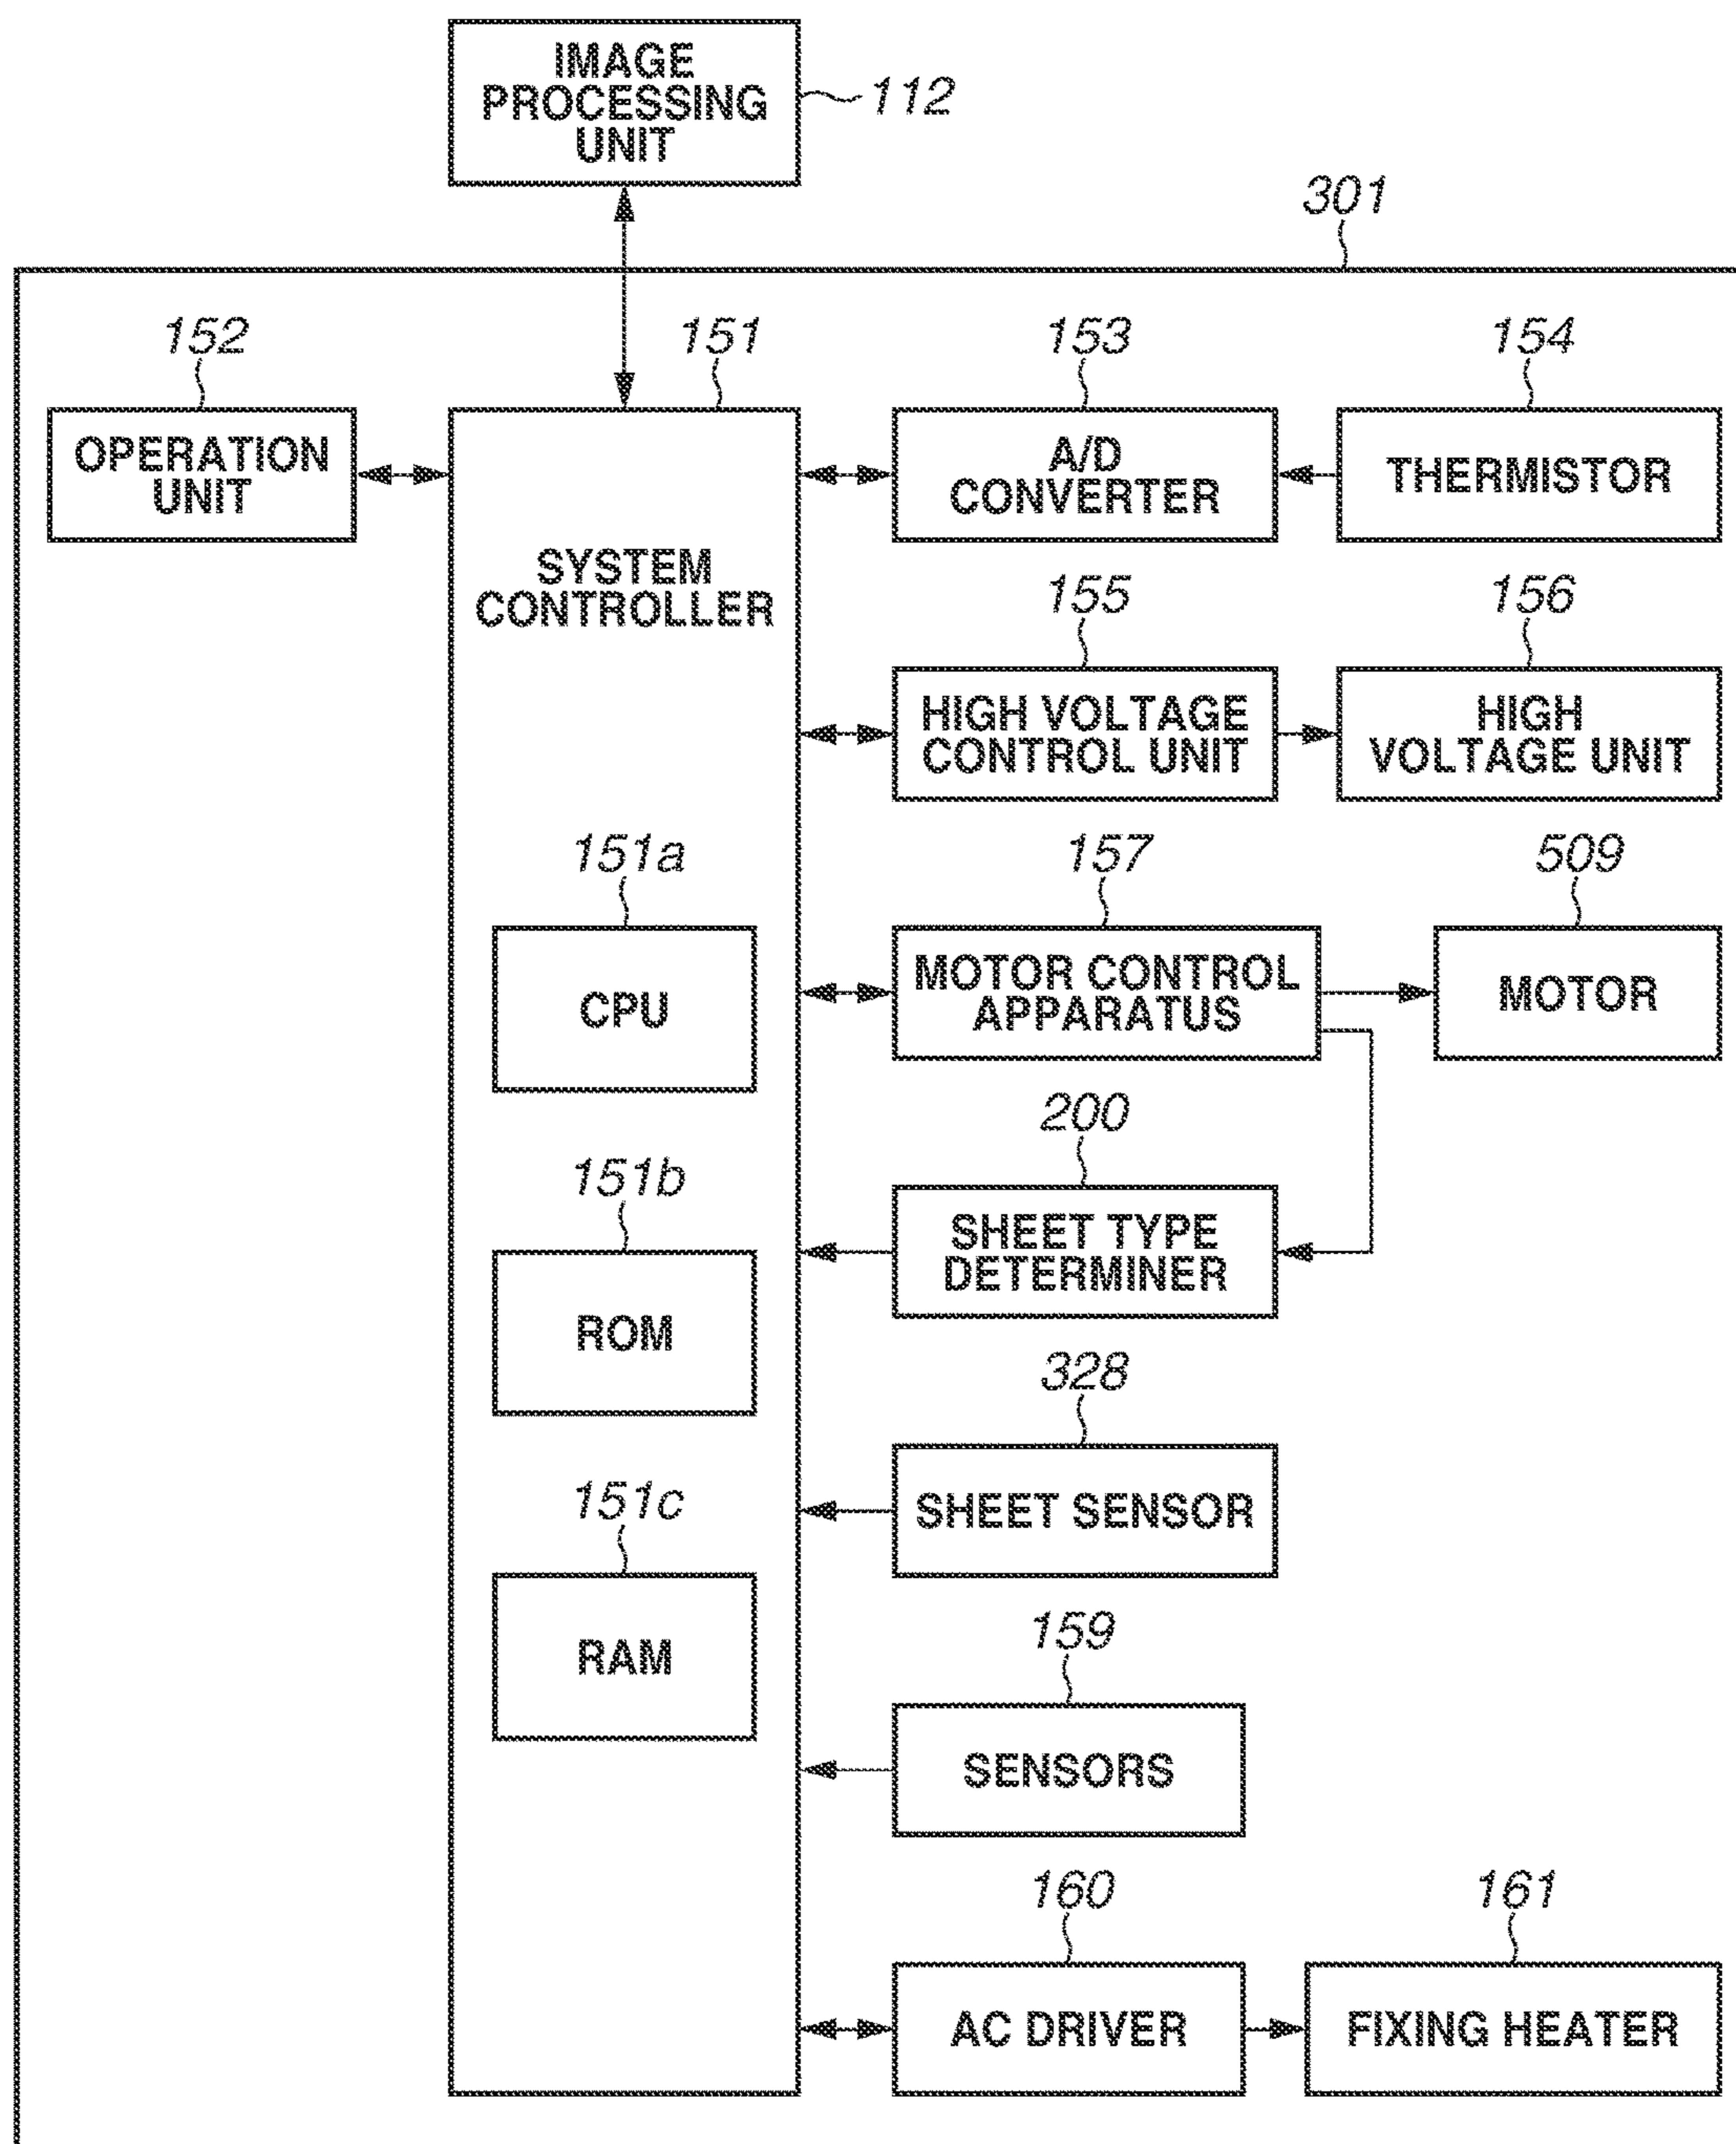 IMAGE
PROCESSING
UNIT
112
301
152
151
153
154
OPERATION
UNIT
A/D
CONVERTER
THERMISTOR
SYSTEM
CONTROLLER
155
156
HIGH VOLTAGE
CONTROL UNIT
HIGH
VOLTAGE UNIT
151a
157
509
CPU
MOTOR CONTROL
APPARATUS
MOTOR
200
151b
SHEET TYPE
DETERMINER
ROM
328
151c
SHEET SENSOR
RAM
159
SENSORS
160
161
AC DRIVER
FIXING HEATER